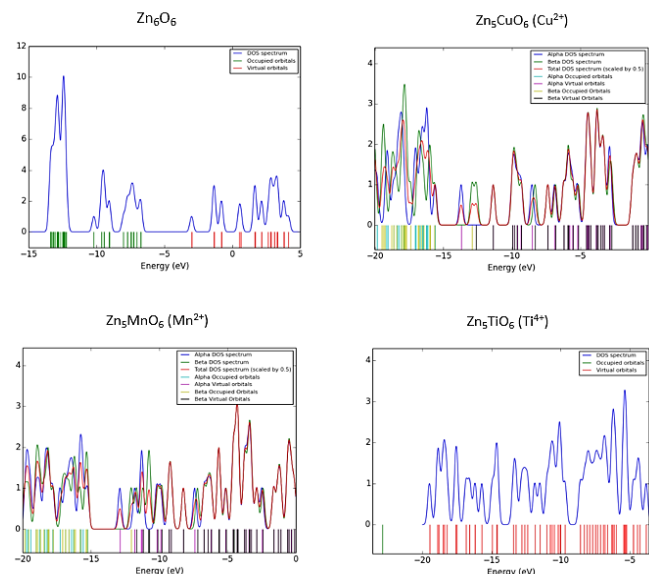 Zn6O6
Zn5CuO6 (Cu2+)
12
10
8
6
4
2
0
DOS spectrum
Occupied orbitals
Virtual orbitals
−15
−10
−5
0
5
Energy (eV)
4
3
2
1
0
Alpha DOS spectrum
Beta DOS spectrum
Total DOS spectrum (scaled by 0.5)
Alpha Occupied orbitals
Alpha Virtual orbitals
Beta Occupied Orbitals
Beta Virtual Orbitals
−20
−15
−10
−5
Energy (eV)
Zn5MnO6 (Mn2+)
Zn5TiO6 (Ti4+)
4
3
2
1
0
Alpha DOS spectrum
Beta DOS spectrum
Total DOS spectrum (scaled by 0.5)
Alpha Occupied orbitals
Alpha Virtual orbitals
Beta Occupied Orbitals
Beta Virtual Orbitals
−20
−15
−10
−5
0
Energy (eV)
4
3
2
1
0
DOS spectrum
Occupied orbitals
Virtual orbitals
−20
−15
−10
−5
Energy (eV)